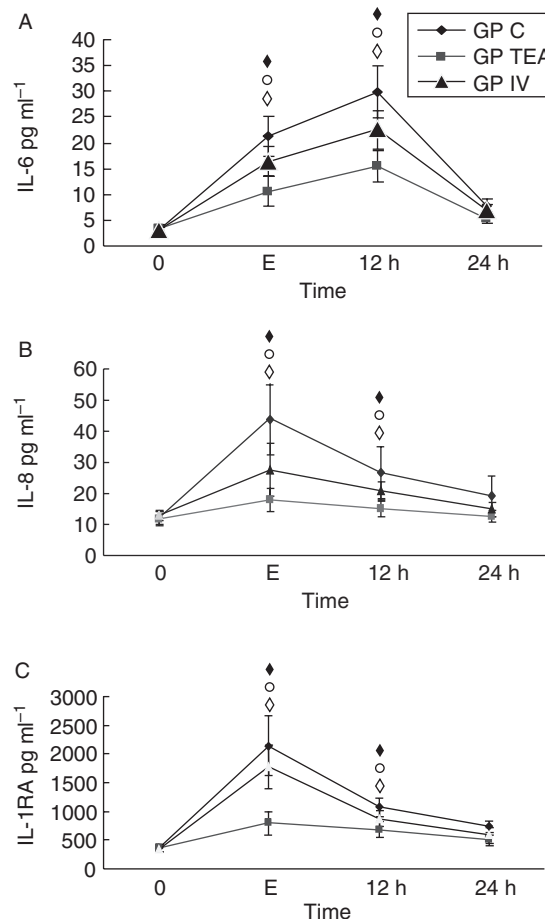 A
GP C
GP TEA
GP IV
IL-6 pg ml⁻¹
40
35
30
25
20
15
10
5
0
0 E 12 h 24 h
Time
B
IL-8 pg ml⁻¹
60
50
40
30
20
10
0
0 E 12 h 24 h
Time
C
IL-1RA pg ml⁻¹
3000
2500
2000
1500
1000
500
0
0 E 12 h 24 h
Time